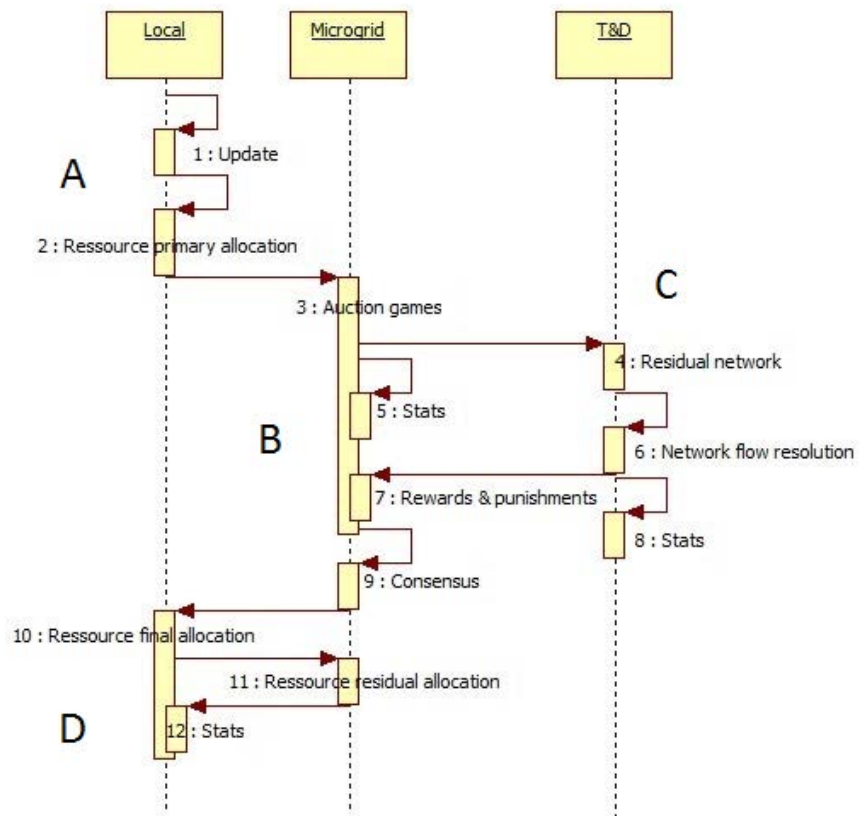 Local
Microgrid
T&D
1 : Update
A
2 : Ressource primary allocation
C
3 : Auction games
4 : Residual network
5 : Stats
B
6 : Network flow resolution
7 : Rewards & punishments
8 : Stats
9 : Consensus
10 : Ressource final allocation
11 : Ressource residual allocation
D
12 : Stats